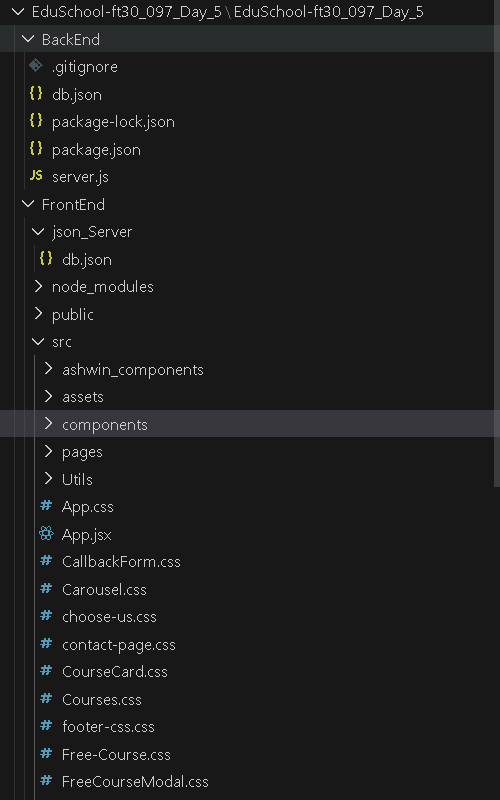 EduSchool-ft30_097_Day_5 \ EduSchool-ft30_097_Day_5
BackEnd
.gitignore
{} db.json
{} package-lock.json
{} package.json
JS server.js
FrontEnd
json_Server
{} db.json
node_modules
public
src
ashwin_components
assets
components
pages
Utils
# App.css
App.jsx
# CallbackForm.css
# Carousel.css
# choose-us.css
# contact-page.css
# CourseCard.css
# Courses.css
# footer-css.css
# Free-Course.css
# FreeCourseModal.css